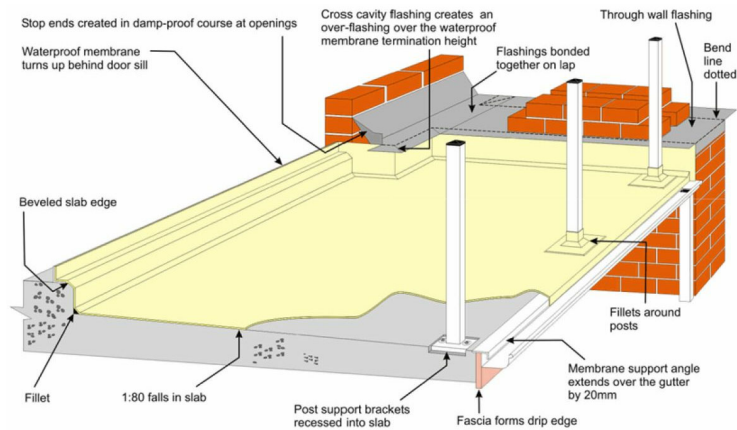 Stop ends created in damp-proof course at openings
Waterproof membrane
turns up behind door sill
Cross cavity flashing creates an
over-flashing over the waterproof
membrane termination height
Flashings bonded
together on lap
Through wall flashing
Bend
line
dotted
Beveled slab edge
Fillet
1:80 falls in slab
Post support brackets
recessed into slab
Fascia forms drip edge
Membrane support angle
extends over the gutter
by 20mm
Fillets around
posts